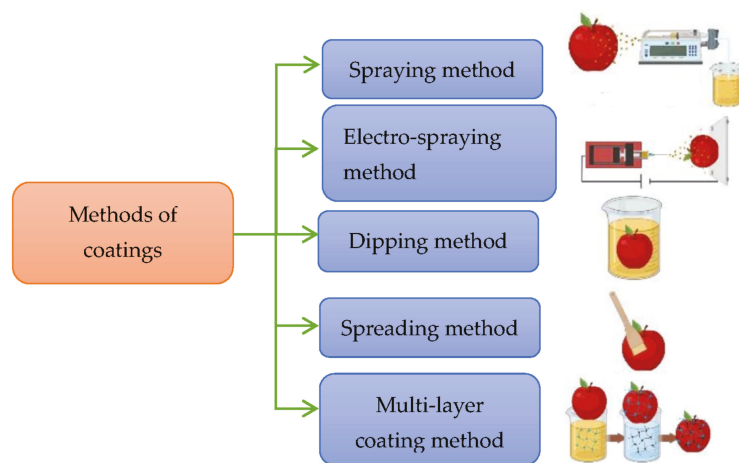 Spraying method
Electro-spraying
method
Methods of
coatings
Dipping method
Spreading method
Multi-layer
coating method